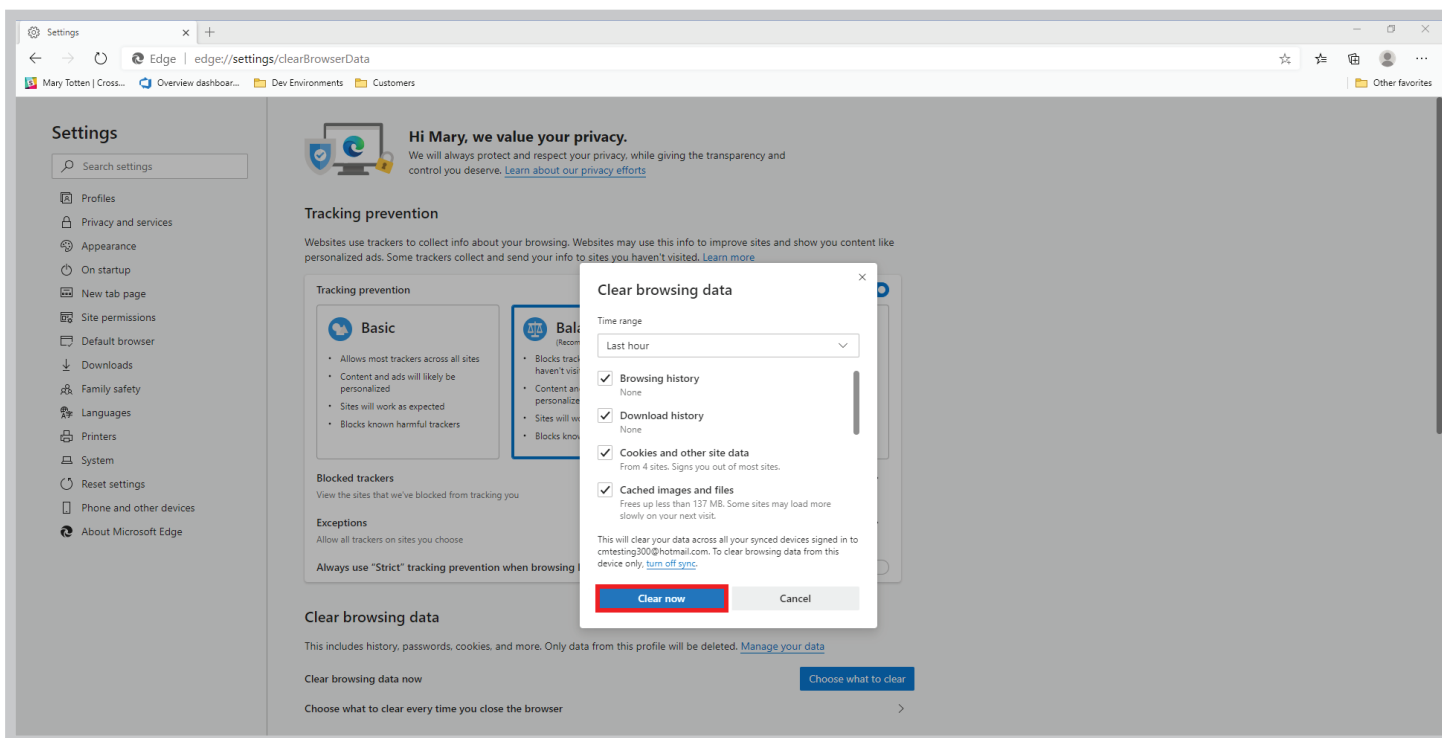 Settings
Edge | edge://settings/clearBrowserData
Mary Totten | Cross... Overview dashboar... Dev Environments Customers Other favorites
Settings
Search settings
Profiles
Privacy and services
Appearance
On startup
New tab page
Site permissions
Default browser
Downloads
Family safety
Languages
Printers
System
Reset settings
Phone and other devices
About Microsoft Edge
Hi Mary, we value your privacy.
We will always protect and respect your privacy, while giving the transparency and
control you deserve. Learn about our privacy efforts
Tracking prevention
Websites use trackers to collect info about your browsing. Websites may use this info to improve sites and show you content like
personalized ads. Some trackers collect and send your info to sites you haven't visited. Learn more
Tracking prevention
Basic
• Allows most trackers across all sites
• Content and ads will likely be
personalized
• Sites will work as expected
• Blocks known harmful trackers
Bala
(Recom
• Blocks track
haven't visi
• Content an
personalize
• Sites will wo
• Blocks know
Blocked trackers
View the sites that we've blocked from tracking you
Exceptions
Allow all trackers on sites you choose
Always use "Strict" tracking prevention when browsing
Clear browsing data
Time range
Last hour
Browsing history
None
Download history
None
Cookies and other site data
From 4 sites. Signs you out of most sites.
Cached images and files
Frees up less than 137 MB. Some sites may load more
slowly on your next visit.
This will clear your data across all your synced devices signed in to
cmtesting300@hotmail.com. To clear browsing data from this
device only, turn off sync.
Clear now Cancel
Clear browsing data
This includes history, passwords, cookies, and more. Only data from this profile will be deleted. Manage your data
Clear browsing data now Choose what to clear
Choose what to clear every time you close the browser